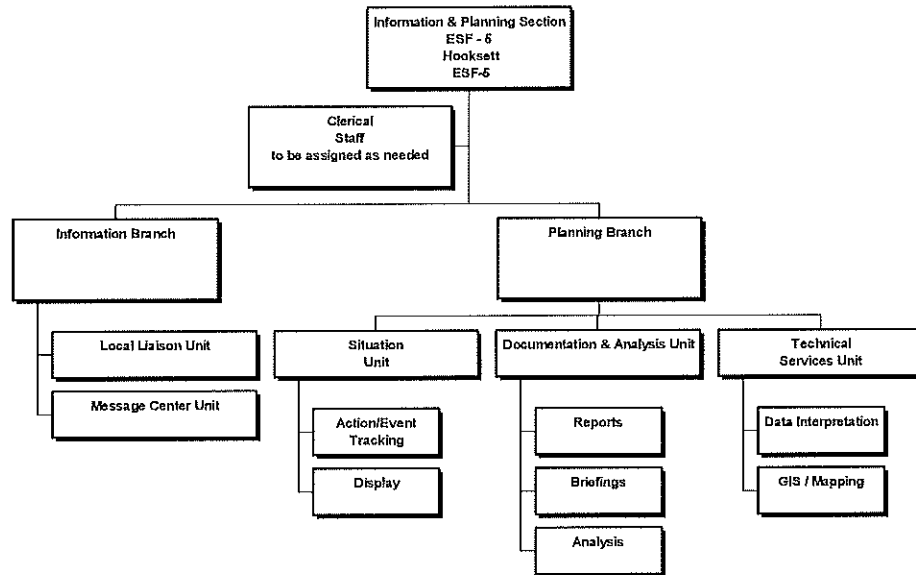 Information & Planning Section
ESF - 5
Hooksett
ESF-5
Clerical
Staff
to be assigned as needed
Information Branch
Planning Branch
Local Liaison Unit
Message Center Unit
Situation
Unit
Documentation & Analysis Unit
Technical
Services Unit
Action/Event
Tracking
Display
Reports
Briefings
Analysis
Data Interpretation
GIS / Mapping